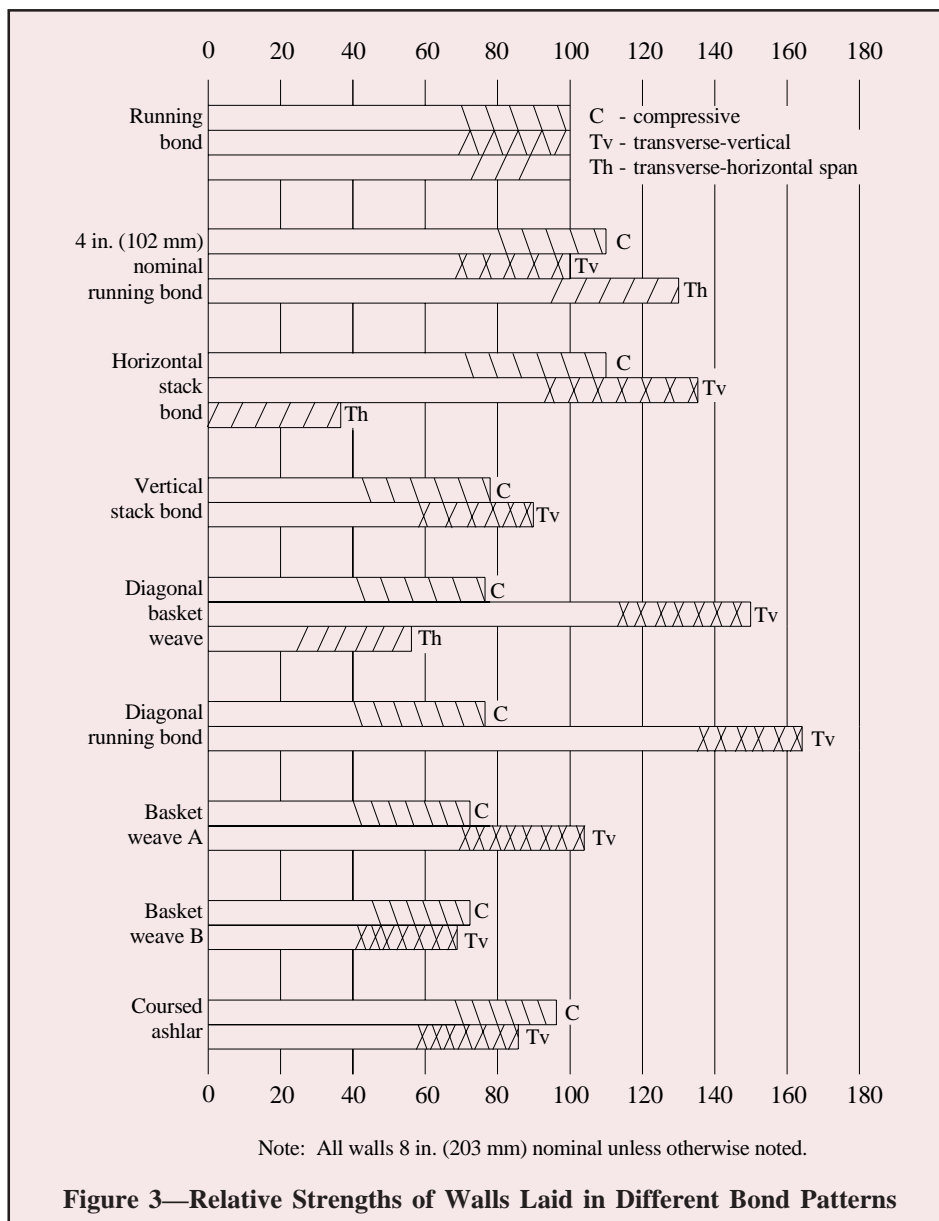 0 20 40 60 80 100 120 140 160 180
Running
bond
C - compressive
Tv - transverse-vertical
Th - transverse-horizontal span
4 in. (102 mm)
nominal
running bond
C
Tv
Th
Horizontal
stack
bond
C
Tv
Th
Vertical
stack bond
C
Tv
Diagonal
basket
weave
C
Tv
Th
Diagonal
running bond
C
Tv
Basket
weave A
C
Tv
Basket
weave B
C
Tv
Coursed
ashlar
C
Tv
0 20 40 60 80 100 120 140 160 180
Note: All walls 8 in. (203 mm) nominal unless otherwise noted.
Figure 3—Relative Strengths of Walls Laid in Different Bond Patterns